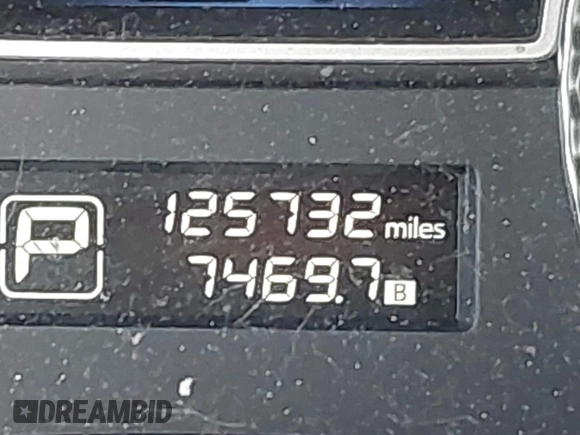 P
125732 miles
7469.7 B
DREAMBID